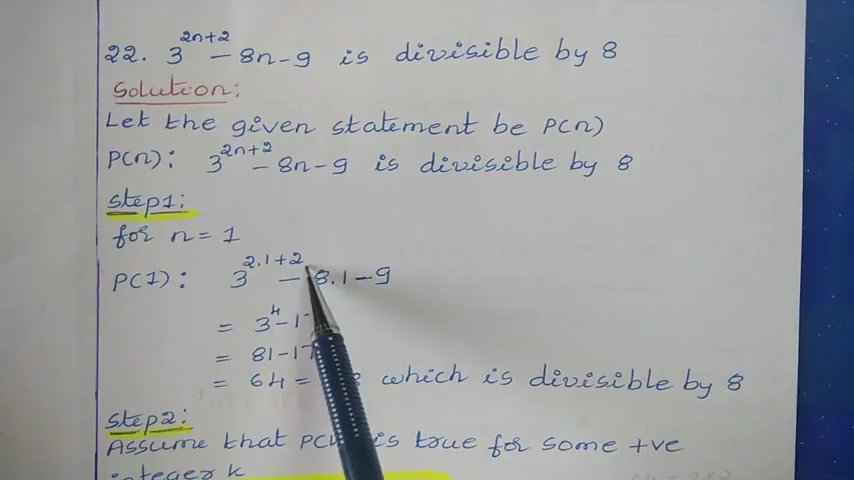 22. 3^{2n+2} - 8n - 9 is divisible by 8
Solution:
Let the given statement be P(n)
P(n): 3^{2n+2} - 8n - 9 is divisible by 8
Step1:
for n = 1
P(1): 3^{2.1+2} - 8.1 - 9
= 3^4 - 1
= 81 - 17
= 64 = which is divisible by 8
Step2:
Assume that is true for some +ve
integer k